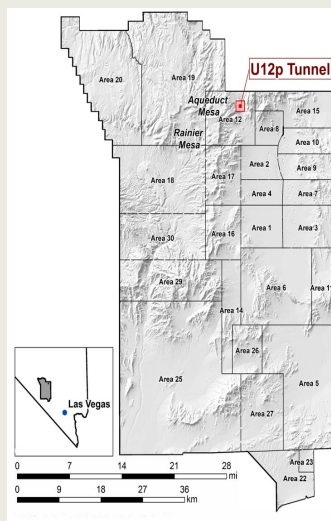 U12p Tunnel
Area 20
Area 19
Aqueduct
Mesa
Area 15
Area 12
Area 8
Rainier
Mesa
Area 10
Area 2
Area 9
Area 18
Area 17
Area 4
Area 7
Area 16
Area 1
Area 3
Area 30
Area 29
Area 6
Area 11
Area 14
Area 26
Area 25
Area 5
Area 27
Las Vegas
Area 23
Area 22
0 7 14 21 28
mi
0 9 18 27 36
km